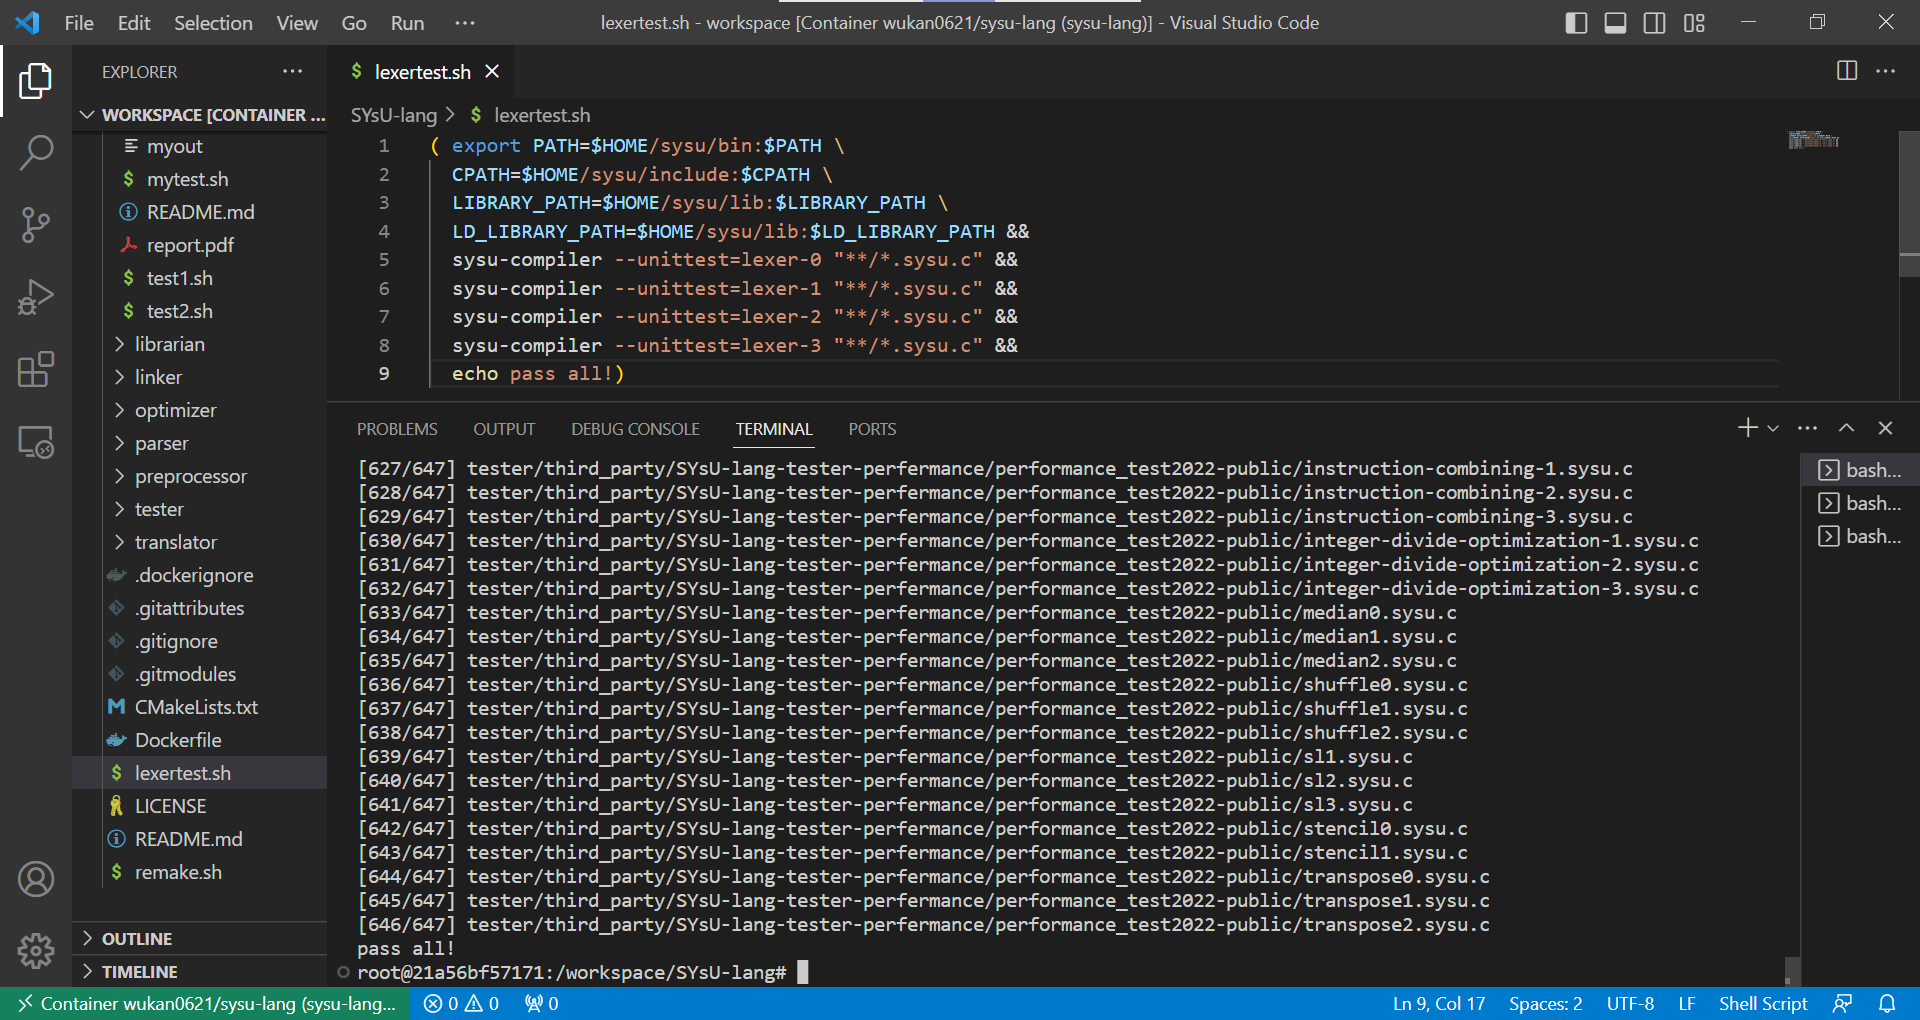 File Edit Selection View Go Run ··· lexertest.sh - workspace [Container wukan0621/sysu-lang (sysu-lang)] - Visual Studio Code
EXPLORER ···
WORKSPACE [CONTAINER ...
myout
mytest.sh
README.md
report.pdf
test1.sh
test2.sh
librarian
linker
optimizer
parser
preprocessor
tester
translator
.dockerignore
.gitattributes
.gitignore
.gitmodules
CMakeLists.txt
Dockerfile
lexertest.sh
LICENSE
README.md
remake.sh
OUTLINE
TIMELINE
$ lexertest.sh
SYsU-lang > $ lexertest.sh
1 ( export PATH=$HOME/sysu/bin:$PATH \
2 CPATH=$HOME/sysu/include:$CPATH \
3 LIBRARY_PATH=$HOME/sysu/lib:$LIBRARY_PATH \
4 LD_LIBRARY_PATH=$HOME/sysu/lib:$LD_LIBRARY_PATH &&
5 sysu-compiler --unittest=lexer-0 "**/*.sysu.c" &&
6 sysu-compiler --unittest=lexer-1 "**/*.sysu.c" &&
7 sysu-compiler --unittest=lexer-2 "**/*.sysu.c" &&
8 sysu-compiler --unittest=lexer-3 "**/*.sysu.c" &&
9 echo pass all!)
PROBLEMS OUTPUT DEBUG CONSOLE TERMINAL PORTS
[627/647] tester/third_party/SYsU-lang-tester-perfermance/performance_test2022-public/instruction-combining-1.sysu.c
[628/647] tester/third_party/SYsU-lang-tester-perfermance/performance_test2022-public/instruction-combining-2.sysu.c
[629/647] tester/third_party/SYsU-lang-tester-perfermance/performance_test2022-public/instruction-combining-3.sysu.c
[630/647] tester/third_party/SYsU-lang-tester-perfermance/performance_test2022-public/integer-divide-optimization-1.sysu.c
[631/647] tester/third_party/SYsU-lang-tester-perfermance/performance_test2022-public/integer-divide-optimization-2.sysu.c
[632/647] tester/third_party/SYsU-lang-tester-perfermance/performance_test2022-public/integer-divide-optimization-3.sysu.c
[633/647] tester/third_party/SYsU-lang-tester-perfermance/performance_test2022-public/median0.sysu.c
[634/647] tester/third_party/SYsU-lang-tester-perfermance/performance_test2022-public/median1.sysu.c
[635/647] tester/third_party/SYsU-lang-tester-perfermance/performance_test2022-public/median2.sysu.c
[636/647] tester/third_party/SYsU-lang-tester-perfermance/performance_test2022-public/shuffle0.sysu.c
[637/647] tester/third_party/SYsU-lang-tester-perfermance/performance_test2022-public/shuffle1.sysu.c
[638/647] tester/third_party/SYsU-lang-tester-perfermance/performance_test2022-public/shuffle2.sysu.c
[639/647] tester/third_party/SYsU-lang-tester-perfermance/performance_test2022-public/sl1.sysu.c
[640/647] tester/third_party/SYsU-lang-tester-perfermance/performance_test2022-public/sl2.sysu.c
[641/647] tester/third_party/SYsU-lang-tester-perfermance/performance_test2022-public/sl3.sysu.c
[642/647] tester/third_party/SYsU-lang-tester-perfermance/performance_test2022-public/stencil0.sysu.c
[643/647] tester/third_party/SYsU-lang-tester-perfermance/performance_test2022-public/stencil1.sysu.c
[644/647] tester/third_party/SYsU-lang-tester-perfermance/performance_test2022-public/transpose0.sysu.c
[645/647] tester/third_party/SYsU-lang-tester-perfermance/performance_test2022-public/transpose1.sysu.c
[646/647] tester/third_party/SYsU-lang-tester-perfermance/performance_test2022-public/transpose2.sysu.c
pass all!
root@21a56bf57171:/workspace/SYsU-lang#
bash...
bash...
bash...
Container wukan0621/sysu-lang (sysu-lang... 0 0 0 Ln 9, Col 17 Spaces: 2 UTF-8 LF Shell Script